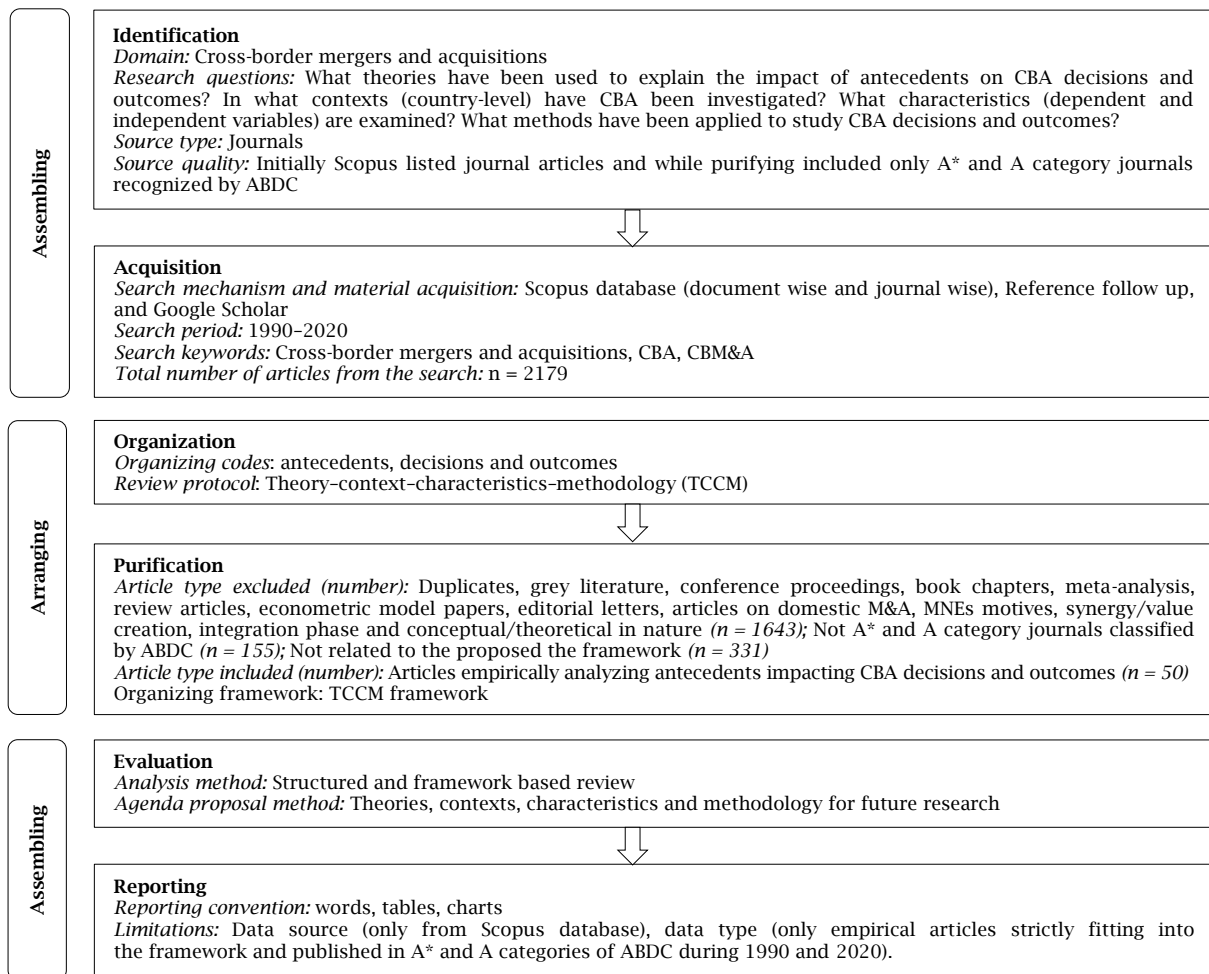 Assembling
Identification
Domain: Cross-border mergers and acquisitions
Research questions: What theories have been used to explain the impact of antecedents on CBA decisions and
outcomes? In what contexts (country-level) have CBA been investigated? What characteristics (dependent and
independent variables) are examined? What methods have been applied to study CBA decisions and outcomes?
Source type: Journals
Source quality: Initially Scopus listed journal articles and while purifying included only A* and A category journals
recognized by ABDC
Acquisition
Search mechanism and material acquisition: Scopus database (document wise and journal wise), Reference follow up,
and Google Scholar
Search period: 1990–2020
Search keywords: Cross-border mergers and acquisitions, CBA, CBM&A
Total number of articles from the search: n = 2179
Arranging
Organization
Organizing codes: antecedents, decisions and outcomes
Review protocol: Theory–context–characteristics–methodology (TCCM)
Purification
Article type excluded (number): Duplicates, grey literature, conference proceedings, book chapters, meta-analysis,
review articles, econometric model papers, editorial letters, articles on domestic M&A, MNEs motives, synergy/value
creation, integration phase and conceptual/theoretical in nature (n = 1643); Not A* and A category journals classified
by ABDC (n = 155); Not related to the proposed the framework (n = 331)
Article type included (number): Articles empirically analyzing antecedents impacting CBA decisions and outcomes (n = 50)
Organizing framework: TCCM framework
Assembling
Evaluation
Analysis method: Structured and framework based review
Agenda proposal method: Theories, contexts, characteristics and methodology for future research
Reporting
Reporting convention: words, tables, charts
Limitations: Data source (only from Scopus database), data type (only empirical articles strictly fitting into
the framework and published in A* and A categories of ABDC during 1990 and 2020).